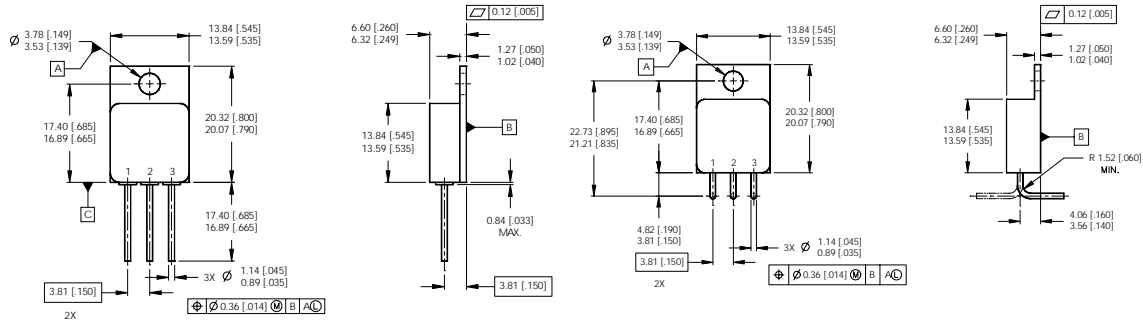 0.12 [.005]
6.60 [.260]
6.32 [.249]
13.84 [.545]
13.59 [.535]
Ø 3.78 [.149]
3.53 [.139]
A
1.27 [.050]
1.02 [.040]
17.40 [.685]
16.89 [.665]
20.32 [.800]
20.07 [.790]
13.84 [.545]
13.59 [.535]
B
1 2 3
C
17.40 [.685]
16.89 [.665]
0.84 [.033]
MAX.
3X Ø 1.14 [.045]
0.89 [.035]
3.81 [.150]
2X
⌖ Ø 0.36 [.014] Ⓜ B AⓁ
3.81 [.150]
0.12 [.005]
6.60 [.260]
6.32 [.249]
13.84 [.545]
13.59 [.535]
Ø 3.78 [.149]
3.53 [.139]
A
1.27 [.050]
1.02 [.040]
22.73 [.895]
21.21 [.835]
17.40 [.685]
16.89 [.665]
20.32 [.800]
20.07 [.790]
13.84 [.545]
13.59 [.535]
B
R 1.52 [.060]
MIN.
1 2 3
4.82 [.190]
3.81 [.150]
4.06 [.160]
3.56 [.140]
3X Ø 1.14 [.045]
0.89 [.035]
3.81 [.150]
2X
⌖ Ø 0.36 [.014] Ⓜ B AⓁ